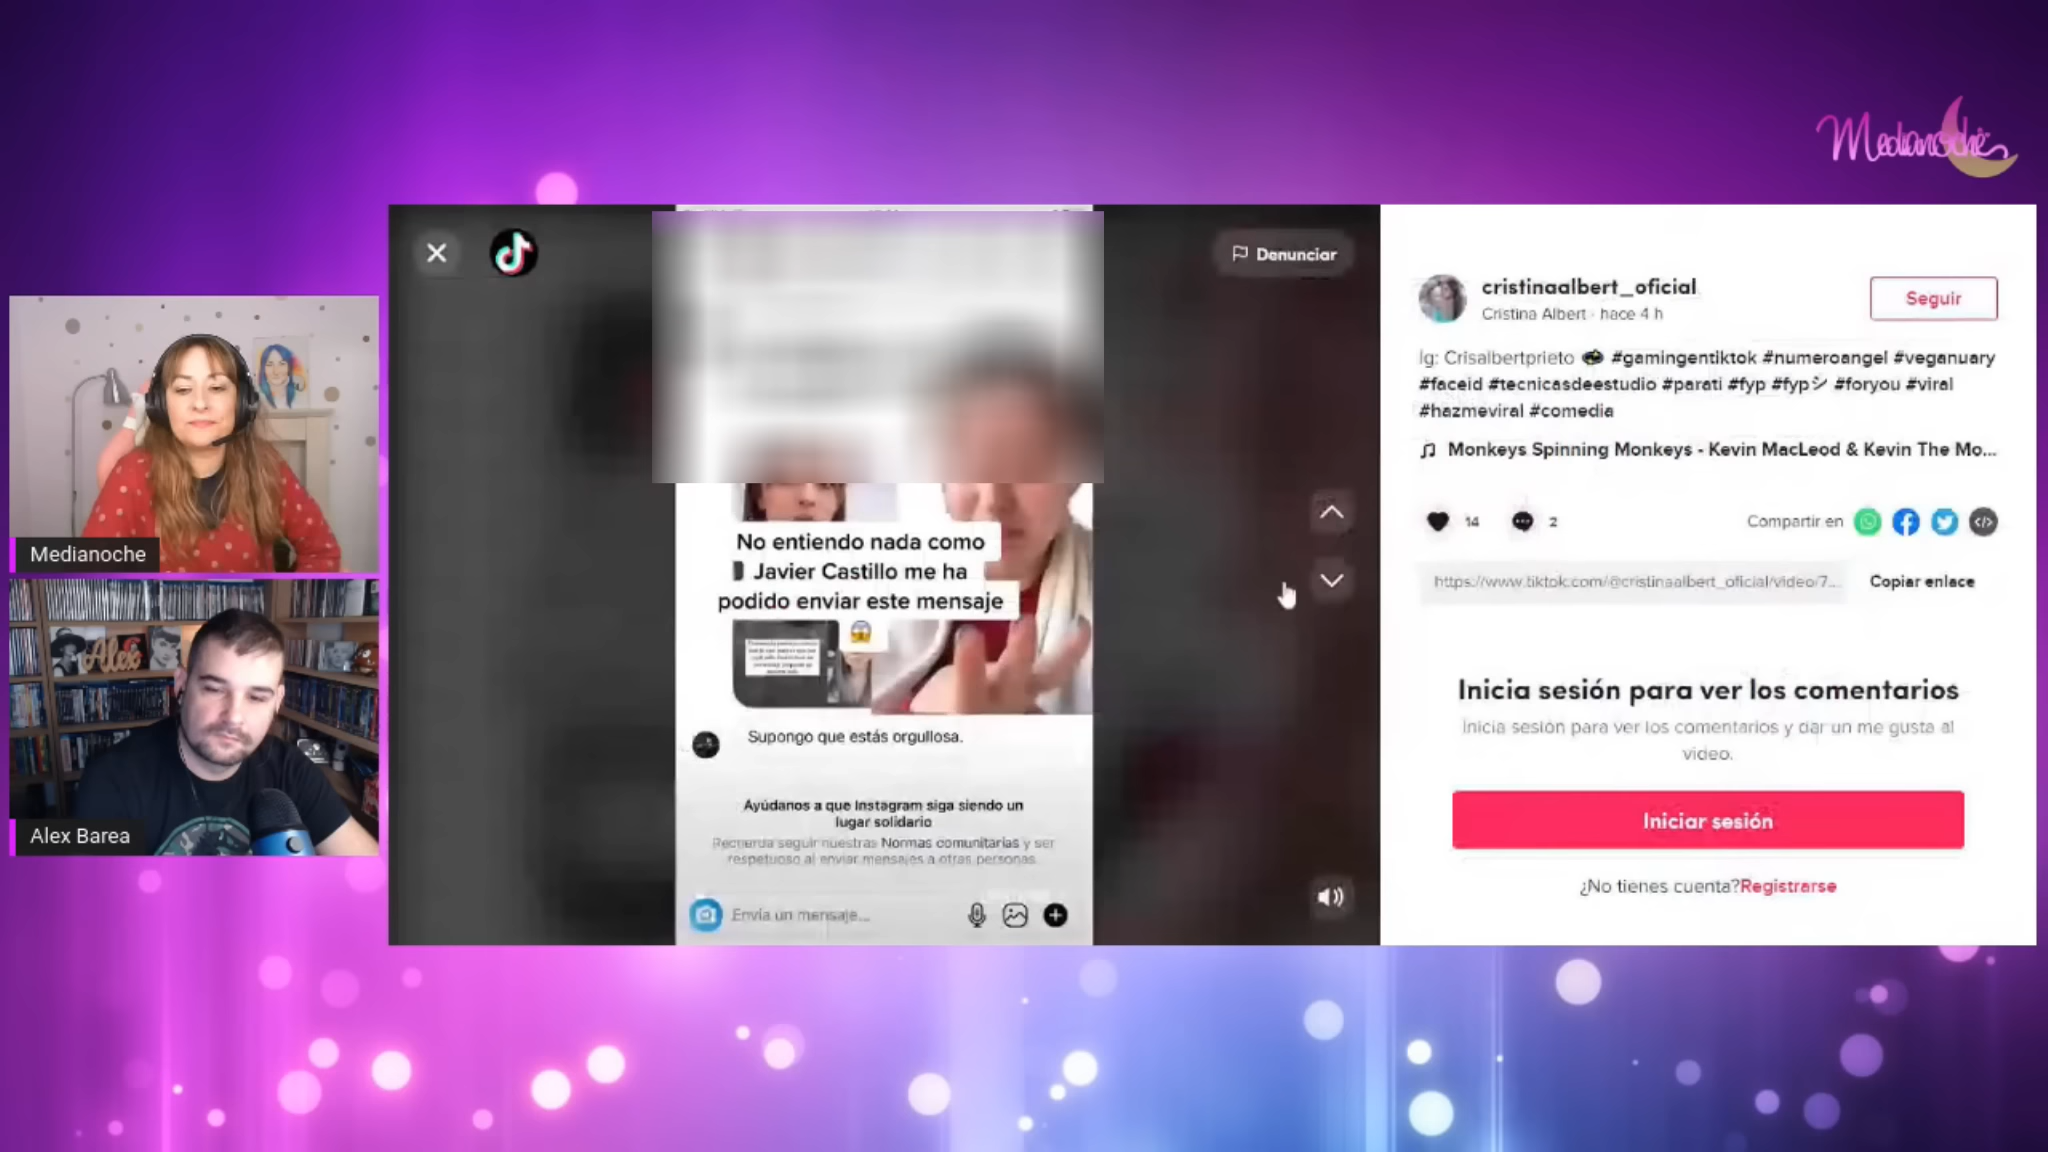 Medianoche
Denunciar
Medianoche
Alex
Alex Barea
No entiendo nada como
Javier Castillo me ha
podido enviar este mensaje
😱
Supongo que estás orgullosa.
Ayúdanos a que Instagram siga siendo un
lugar solidario
Recuerda seguir nuestras Normas comunitarias y ser
respetuoso al enviar mensajes a otras personas.
Envía un mensaje...
cristinaalbert_oficial
Cristina Albert · hace 4 h
Seguir
Ig: Crisalbertprieto #gamingentiktok #numeroangel #veganuary
#faceid #tecnicasdeestudio #parati #fyp #fypシ #foryou #viral
#hazmeviral #comedia
Monkeys Spinning Monkeys - Kevin MacLeod & Kevin The Mo...
14
2
Compartir en
https://www.tiktok.com/@cristinaalbert_oficial/video/7...
Copiar enlace
Inicia sesión para ver los comentarios
Inicia sesión para ver los comentarios y dar un me gusta al
video.
Iniciar sesión
¿No tienes cuenta?Registrarse